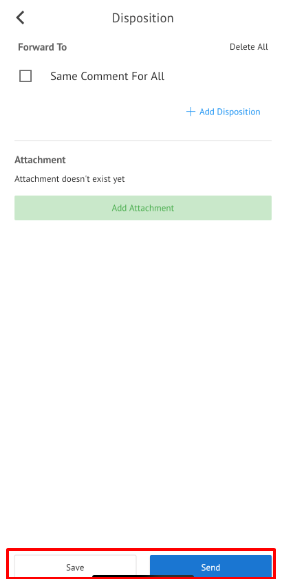 Disposition
Forward To
Delete All
Same Comment For All
+ Add Disposition
Attachment
Attachment doesn't exist yet
Add Attachment
Save
Send